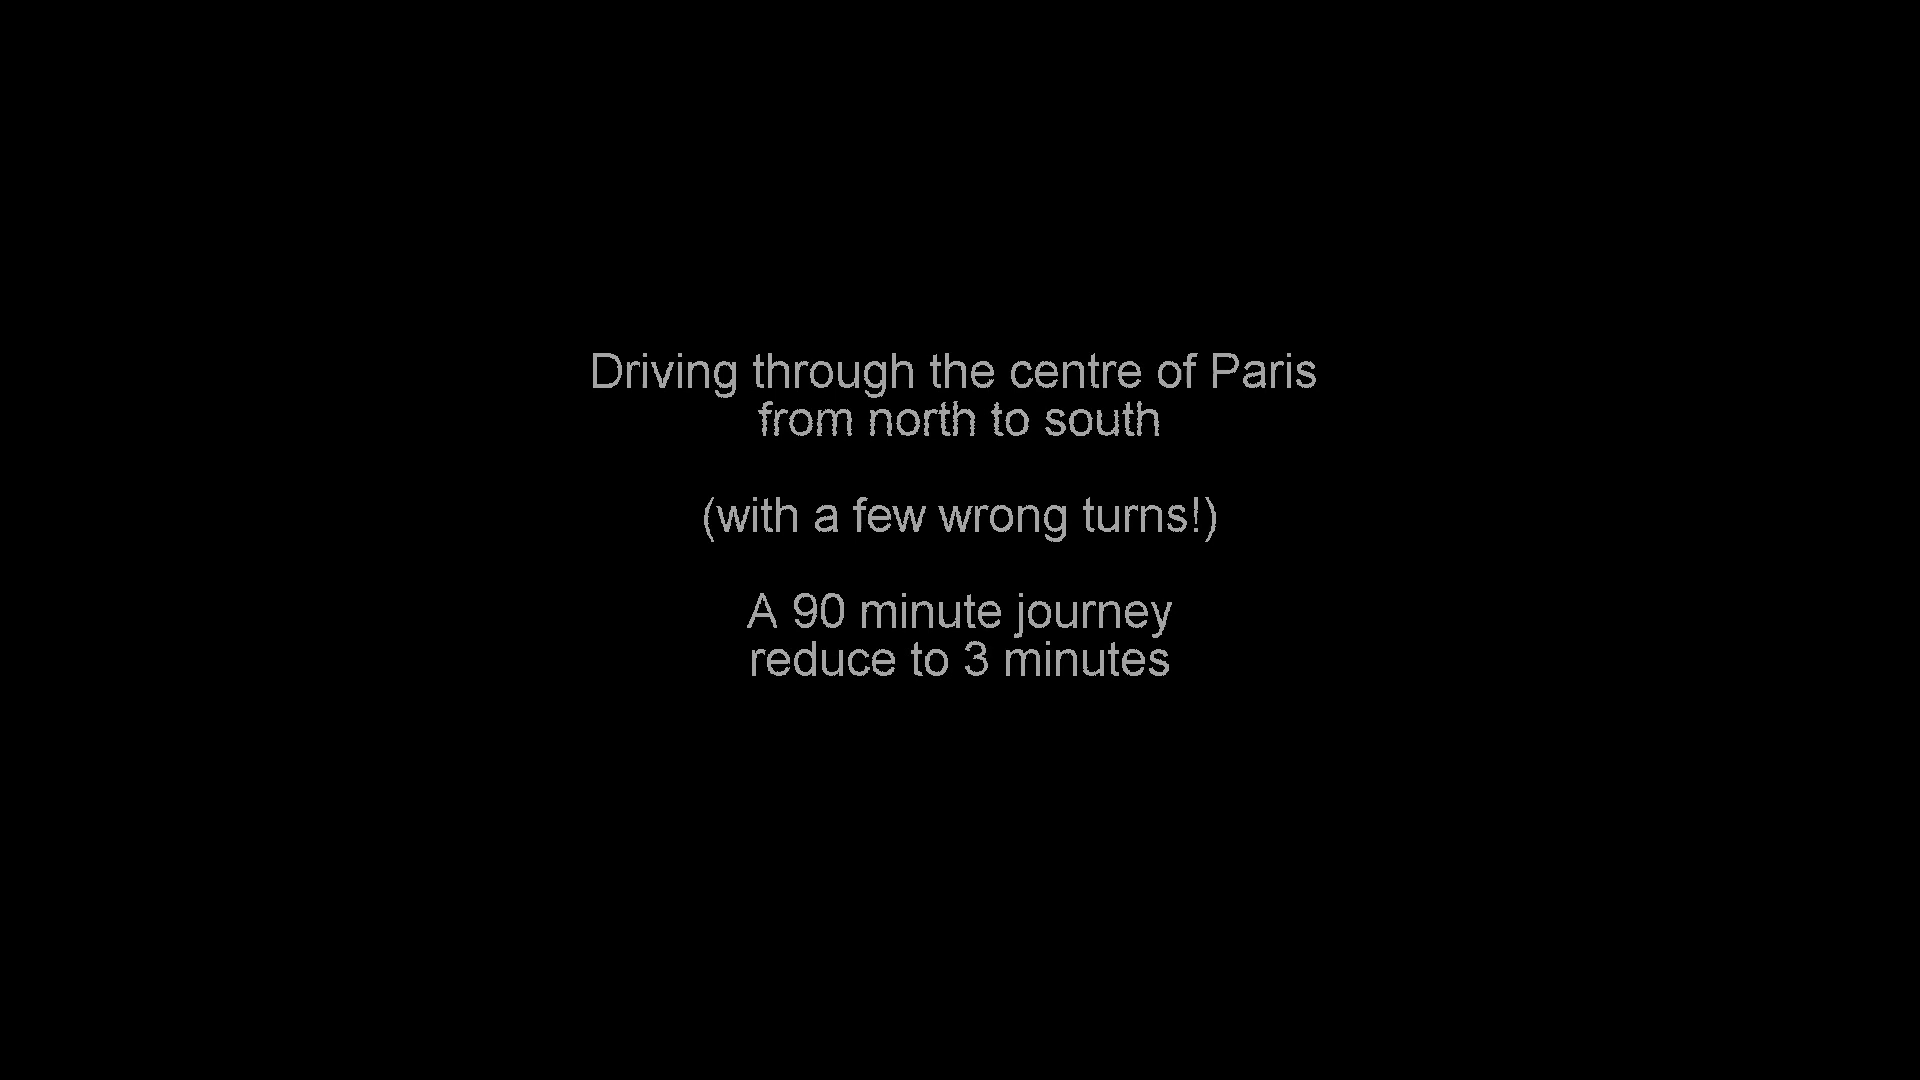 Driving through the centre of Paris
from north to south
(with a few wrong turns!)
A 90 minute journey
reduce to 3 minutes